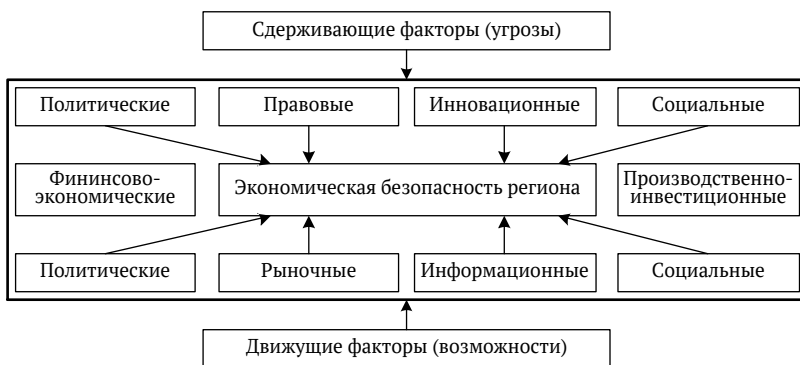 Сдерживающие факторы (угрозы)
Политические
Правовые
Инновационные
Социальные
Фининсово-
экономические
Экономическая безопасность региона
Производственно-
инвестиционные
Политические
Рыночные
Информационные
Социальные
Движущие факторы (возможности)